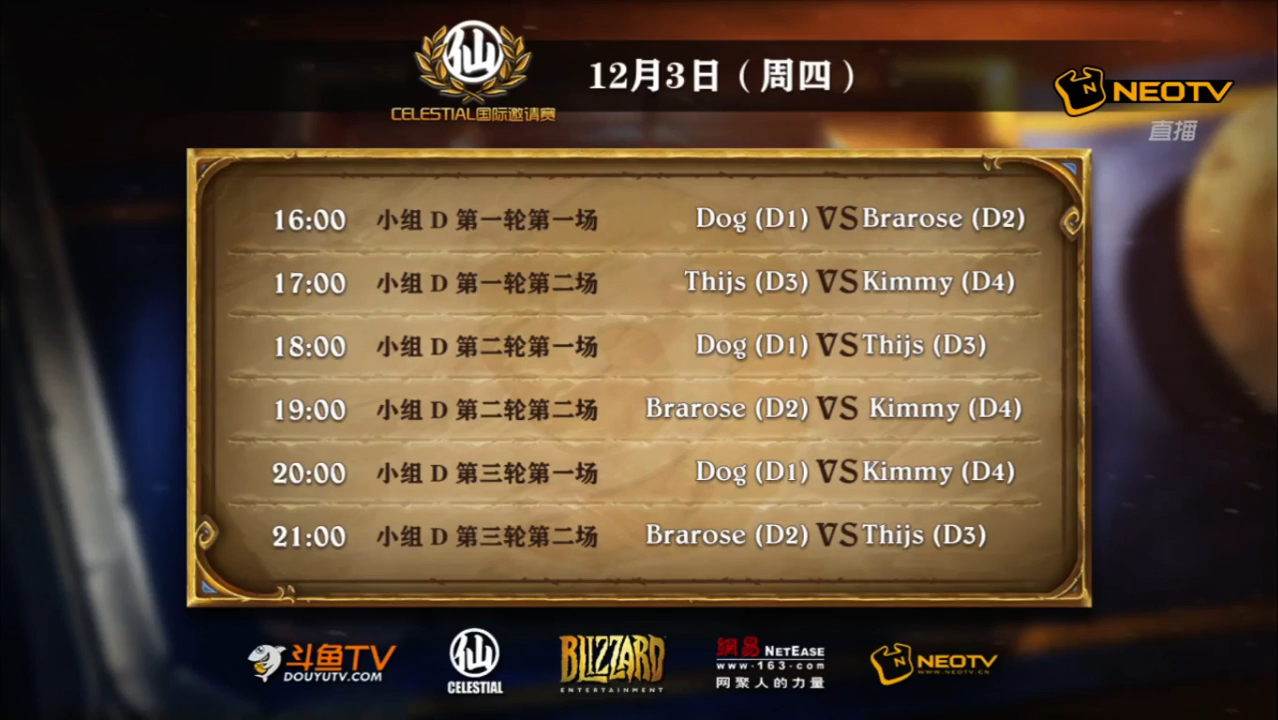 仙
12月3日（周四）
CELESTIAL国际邀请赛
N NEOTV
直播
16:00 小组 D 第一轮第一场 Dog (D1) VS Brarose (D2)
17:00 小组 D 第一轮第二场 Thijs (D3) VS Kimmy (D4)
18:00 小组 D 第二轮第一场 Dog (D1) VS Thijs (D3)
19:00 小组 D 第二轮第二场 Brarose (D2) VS Kimmy (D4)
20:00 小组 D 第三轮第一场 Dog (D1) VS Kimmy (D4)
21:00 小组 D 第三轮第二场 Brarose (D2) VS Thijs (D3)
斗鱼TV
DOUYUTV.COM
仙
CELESTIAL
BLIZZARD
ENTERTAINMENT
網易 NETEASE
www.163.com
网聚人的力量
N NEOTV
WWW.NEOTV.CN